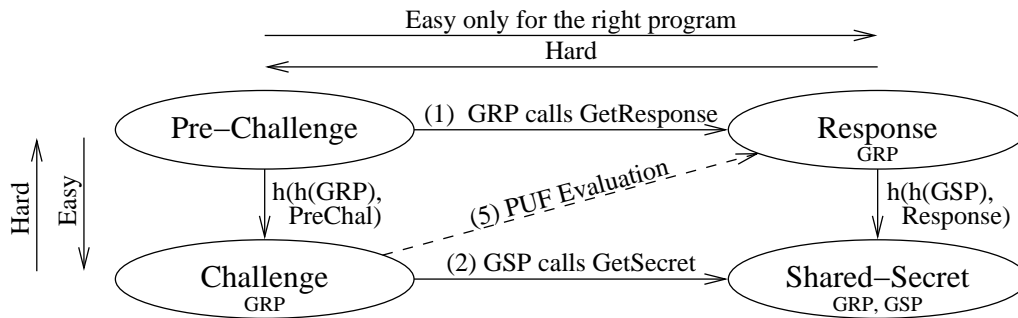 Easy only for the right program
Hard
Pre–Challenge
(1) GRP calls GetResponse
Response
GRP
Hard
Easy
h(h(GRP),
PreChal)
(5) PUF Evaluation
h(h(GSP),
Response)
Challenge
GRP
(2) GSP calls GetSecret
Shared–Secret
GRP, GSP